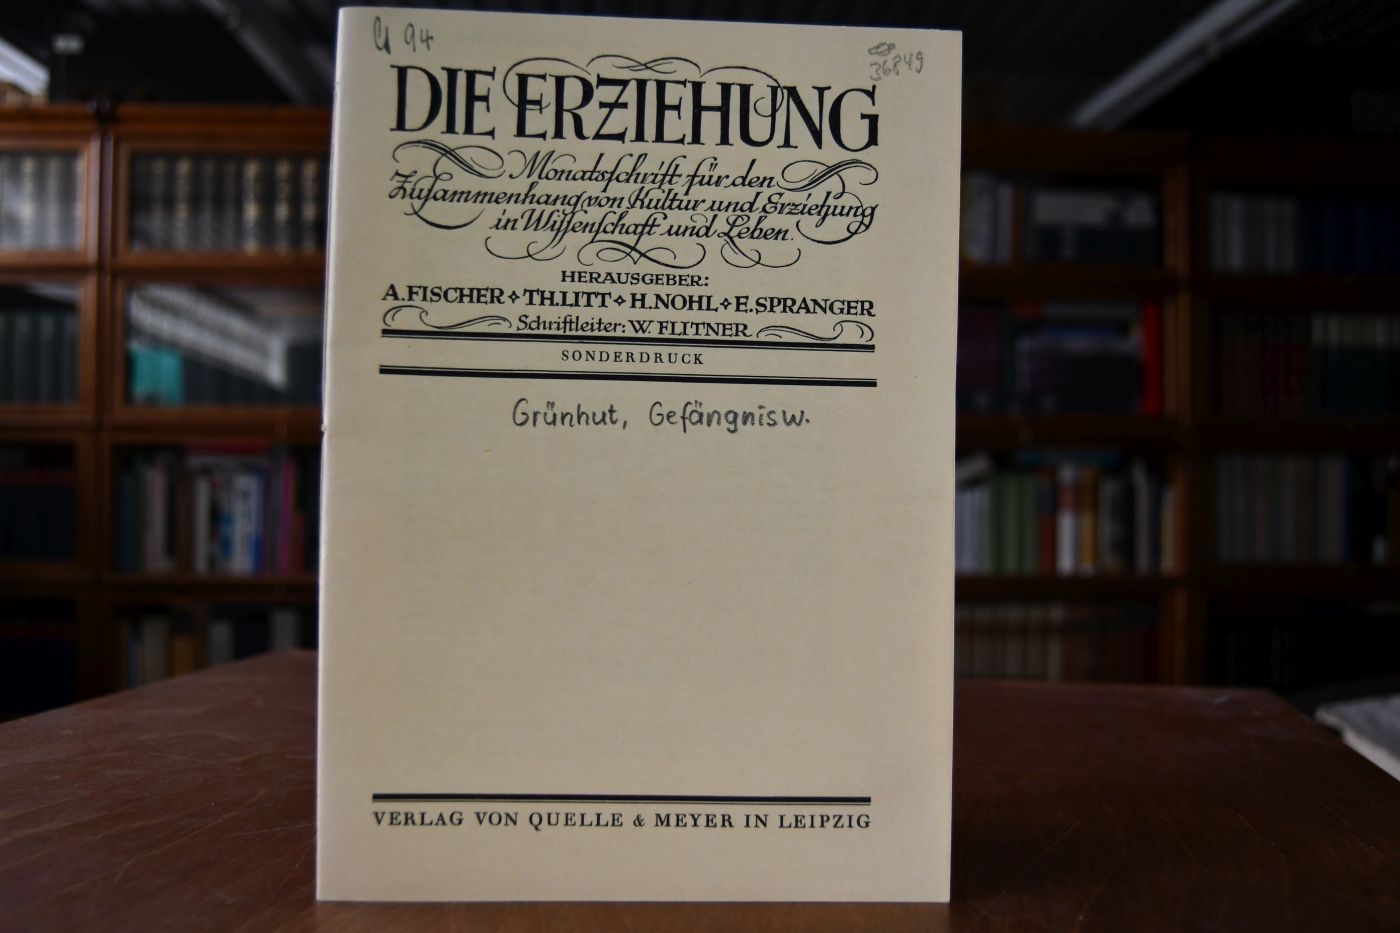 94
36849
DIE ERZIEHUNG
Monatsschrift für den
Zusammenhang von Kultur und Erziehung
in Wissenschaft und Leben.
HERAUSGEBER:
A. FISCHER ❖ TH. LITT ❖ H. NOHL ❖ E. SPRANGER
Schriftleiter: W. FLITNER
SONDERDRUCK
Grünhut, Gefängnisw.
VERLAG VON QUELLE & MEYER IN LEIPZIG